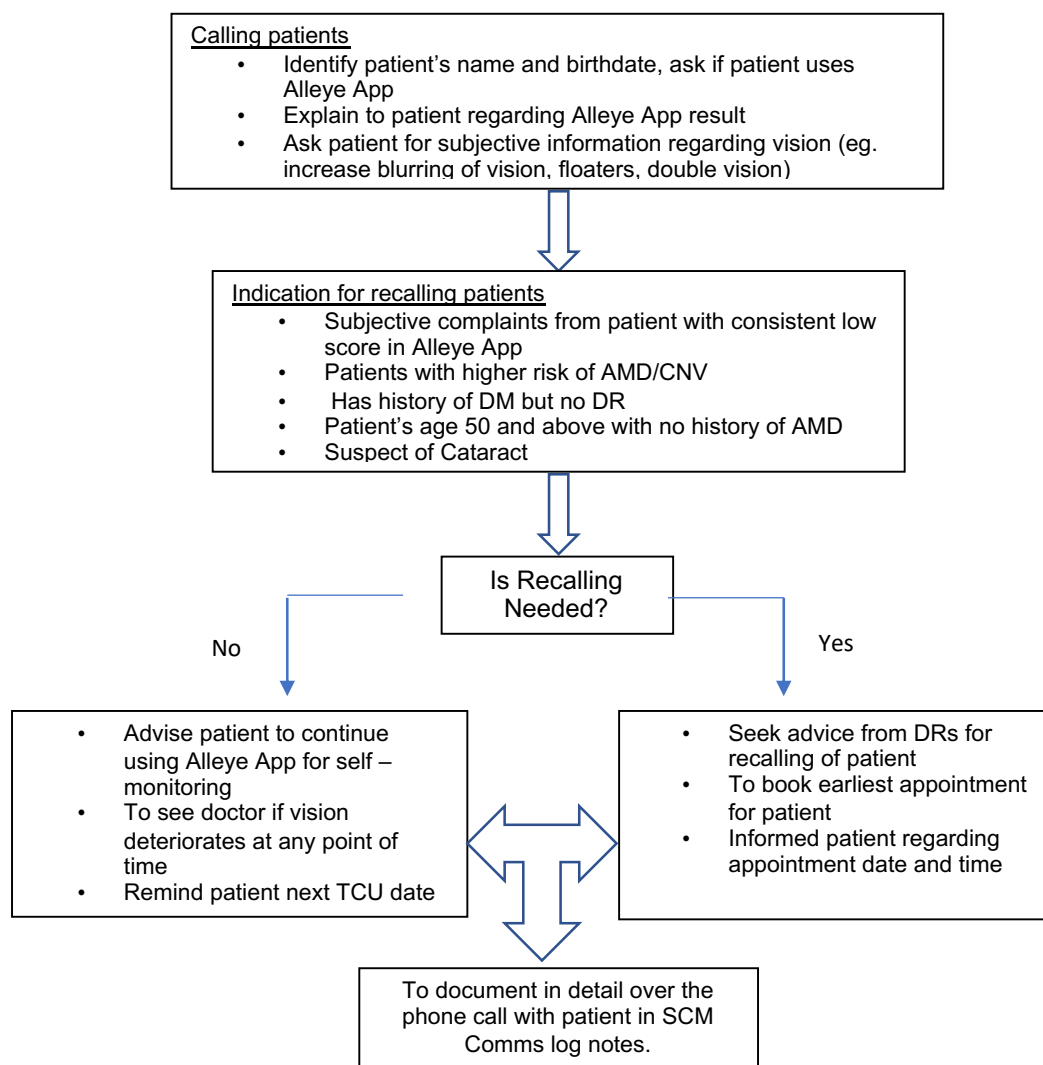 Calling patients
• Identify patient's name and birthdate, ask if patient uses
Alleye App
• Explain to patient regarding Alleye App result
• Ask patient for subjective information regarding vision (eg.
increase blurring of vision, floaters, double vision)
Indication for recalling patients
• Subjective complaints from patient with consistent low
score in Alleye App
• Patients with higher risk of AMD/CNV
• Has history of DM but no DR
• Patient's age 50 and above with no history of AMD
• Suspect of Cataract
Is Recalling
Needed?
No
Yes
• Advise patient to continue
using Alleye App for self –
monitoring
• To see doctor if vision
deteriorates at any point of
time
• Remind patient next TCU date
• Seek advice from DRs for
recalling of patient
• To book earliest appointment
for patient
• Informed patient regarding
appointment date and time
To document in detail over the
phone call with patient in SCM
Comms log notes.